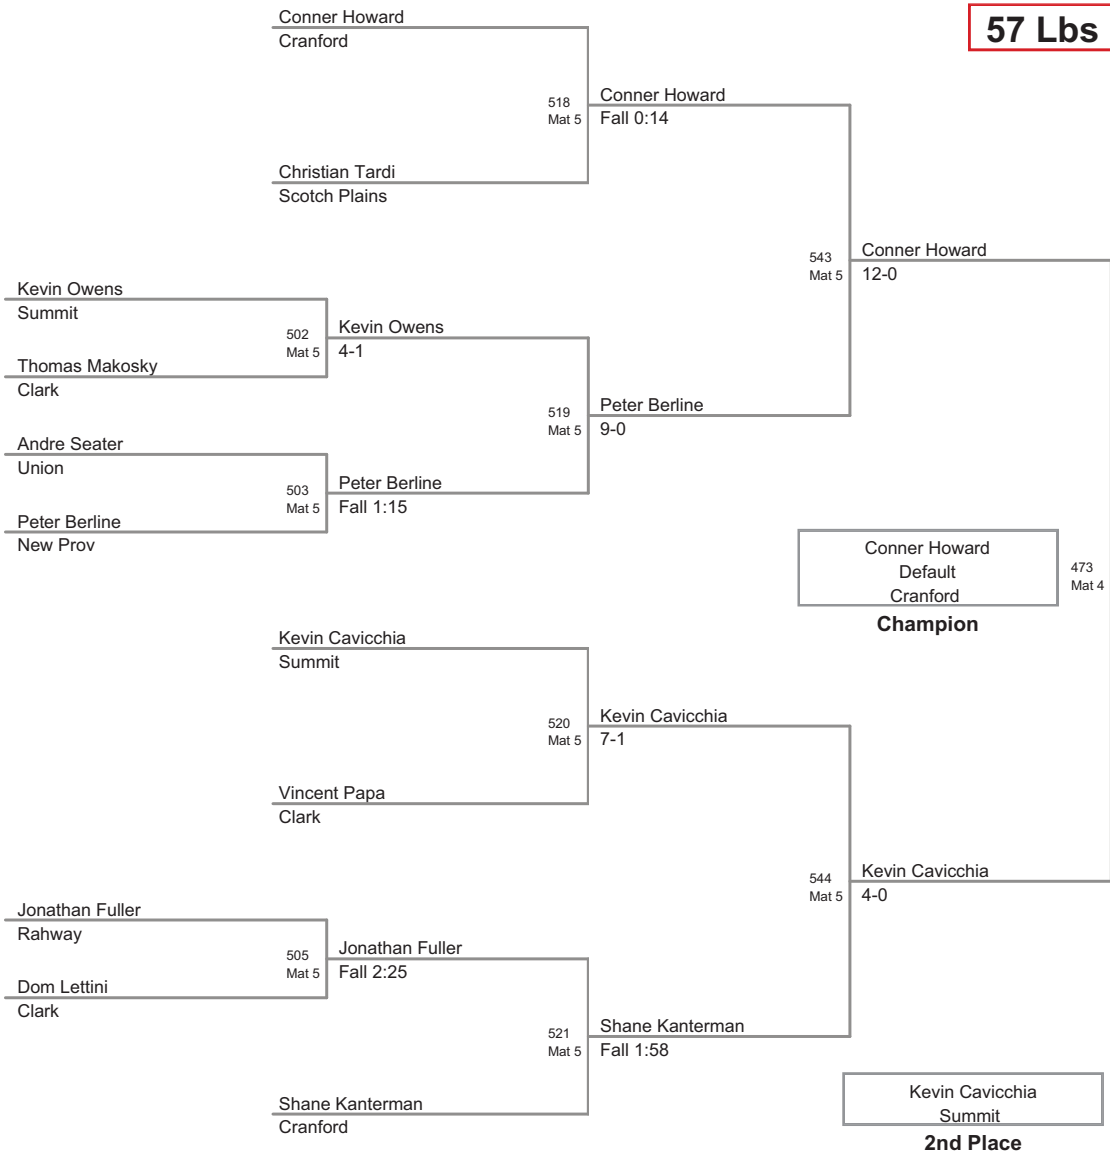 57 Lbs
Conner Howard
Cranford
518
Mat 5
Conner Howard
Fall 0:14
Christian Tardi
Scotch Plains
543
Mat 5
Conner Howard
12-0
Kevin Owens
Summit
502
Mat 5
Kevin Owens
4-1
Thomas Makosky
Clark
519
Mat 5
Peter Berline
9-0
Andre Seater
Union
503
Mat 5
Peter Berline
Fall 1:15
Peter Berline
New Prov
Conner Howard
Default
Cranford
Champion
473
Mat 4
Kevin Cavicchia
Summit
520
Mat 5
Kevin Cavicchia
7-1
Vincent Papa
Clark
544
Mat 5
Kevin Cavicchia
4-0
Jonathan Fuller
Rahway
505
Mat 5
Jonathan Fuller
Fall 2:25
Dom Lettini
Clark
521
Mat 5
Shane Kanterman
Fall 1:58
Shane Kanterman
Cranford
Kevin Cavicchia
Summit
2nd Place